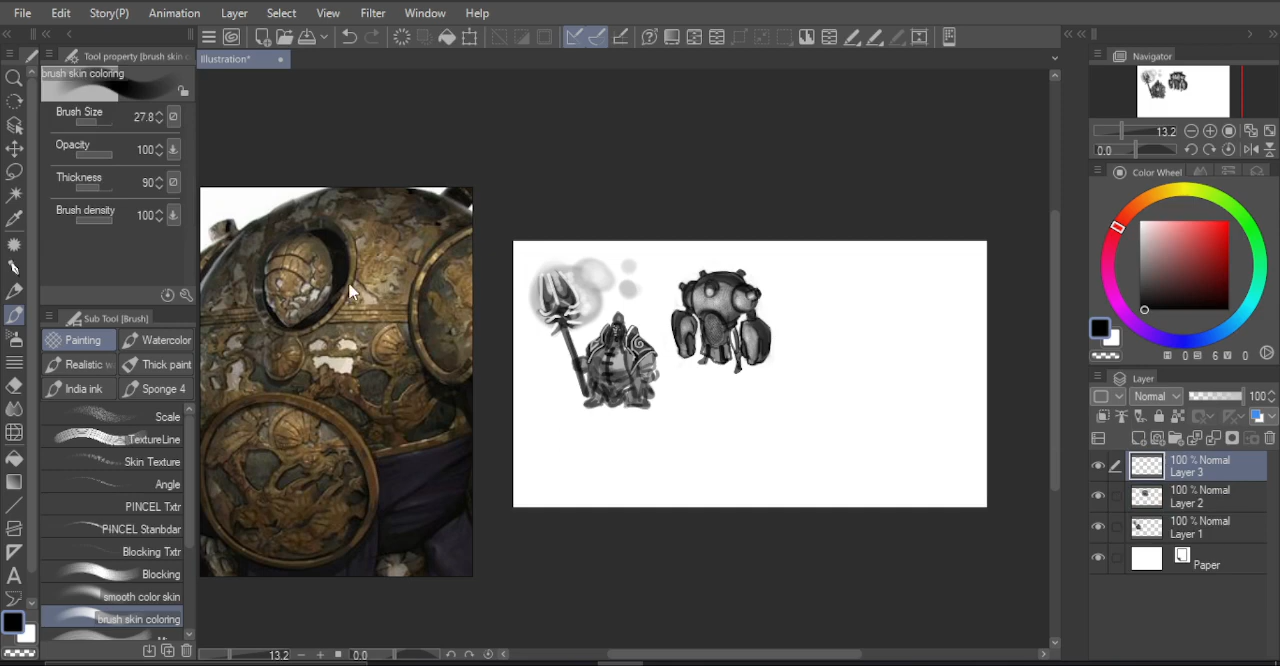 File Edit Story(P) Animation Layer Select View Filter Window Help
Tool property [brush skin c
Illustration*
Navigator
brush skin coloring
Brush Size 27.8
Opacity 100
Thickness 90
Brush density 100
13.2
0.0
Color Wheel
Sub Tool [Brush]
Painting Watercolor
Realistic w Thick paint
India ink Sponge 4
Scale
TextureLine
Skin Texture
Angle
PINCEL Txtr
PINCEL Stanbdar
Blocking Txtr
Blocking
smooth color skin
brush skin coloring
H 0 S 6 V 0
Layer
Normal 100
100 % Normal
Layer 3
100 % Normal
Layer 2
100 % Normal
Layer 1
Paper
13.2 0.0